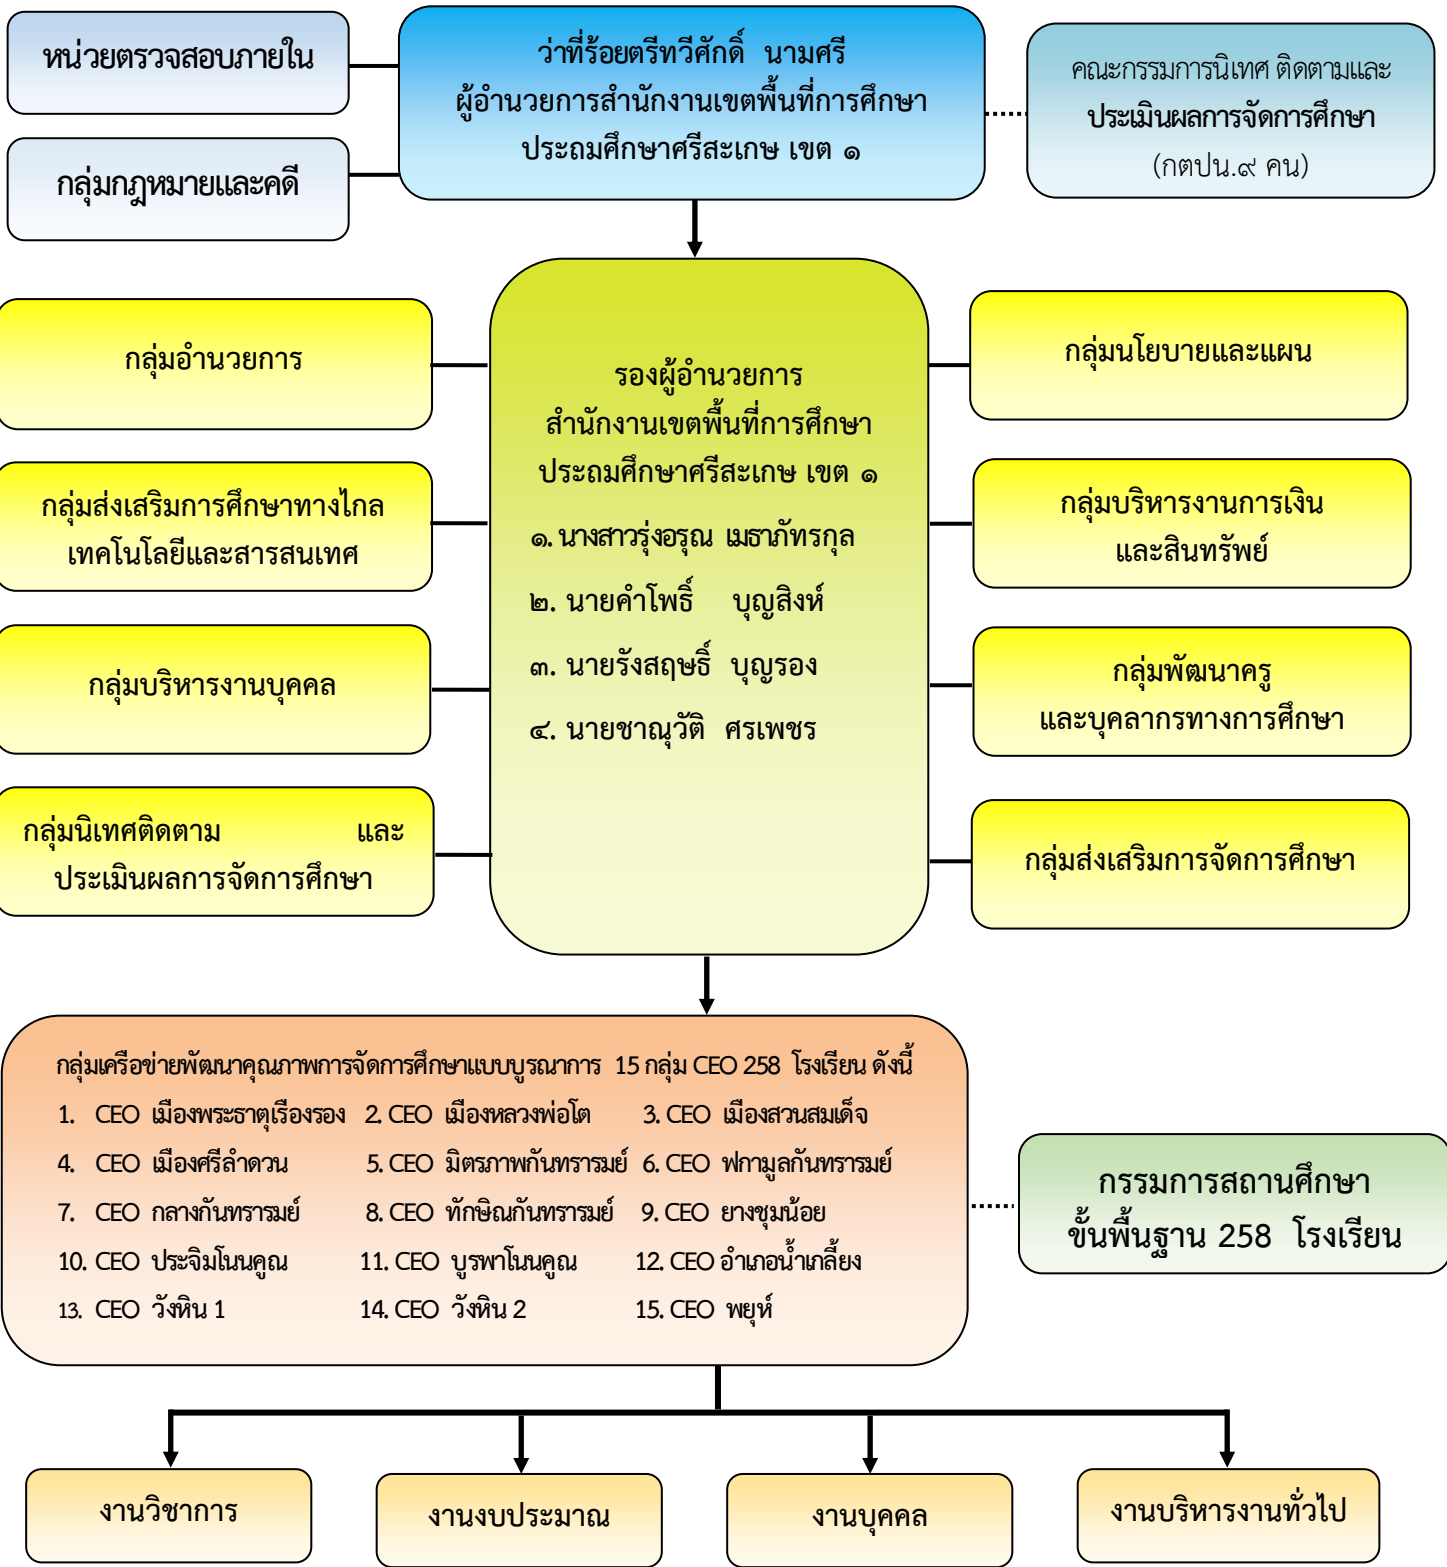 หน่วยตรวจสอบภายใน
กลุ่มกฎหมายและคดี
ว่าที่ร้อยตรีทวีศักดิ์ นามศรี
ผู้อำนวยการสำนักงานเขตพื้นที่การศึกษา
ประถมศึกษาศรีสะเกษ เขต ๑
คณะกรรมการนิเทศ ติดตามและ
ประเมินผลการจัดการศึกษา
(กตปน.๙ คน)
กลุ่มอำนวยการ
กลุ่มส่งเสริมการศึกษาทางไกล
เทคโนโลยีและสารสนเทศ
กลุ่มบริหารงานบุคคล
กลุ่มนิเทศติดตาม และ
ประเมินผลการจัดการศึกษา
รองผู้อำนวยการ
สำนักงานเขตพื้นที่การศึกษา
ประถมศึกษาศรีสะเกษ เขต ๑
๑. นางสาวรุ่งอรุณ เมธาภัทรกุล
๒. นายคำโพธิ์ บุญสิงห์
๓. นายรังสฤษธิ์ บุญรอง
๔. นายชาณุวัติ ศรเพชร
กลุ่มนโยบายและแผน
กลุ่มบริหารงานการเงิน
และสินทรัพย์
กลุ่มพัฒนาครู
และบุคลากรทางการศึกษา
กลุ่มส่งเสริมการจัดการศึกษา
กลุ่มเครือข่ายพัฒนาคุณภาพการจัดการศึกษาแบบบูรณาการ 15 กลุ่ม CEO 258 โรงเรียน ดังนี้
1. CEO เมืองพระธาตุเรืองรอง 2. CEO เมืองหลวงพ่อโต 3. CEO เมืองสวนสมเด็จ
4. CEO เมืองศรีลำดวน 5. CEO มิตรภาพกันทรารมย์ 6. CEO ฟกามูลกันทรารมย์
7. CEO กลางกันทรารมย์ 8. CEO ทักษิณกันทรารมย์ 9. CEO ยางชุมน้อย
10. CEO ประจิมโนนคูณ 11. CEO บูรพาโนนคูณ 12. CEO อำเภอน้ำเกลี้ยง
13. CEO วังหิน 1 14. CEO วังหิน 2 15. CEO พยุห์
กรรมการสถานศึกษา
ขั้นพื้นฐาน 258 โรงเรียน
งานวิชาการ
งานงบประมาณ
งานบุคคล
งานบริหารงานทั่วไป